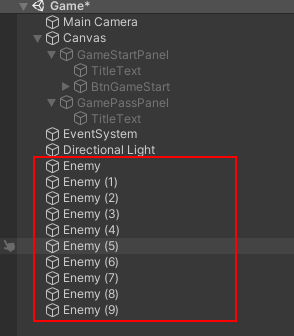 Game*
Main Camera
Canvas
GameStartPanel
TitleText
BtnGameStart
GamePassPanel
TitleText
EventSystem
Directional Light
Enemy
Enemy (1)
Enemy (2)
Enemy (3)
Enemy (4)
Enemy (5)
Enemy (6)
Enemy (7)
Enemy (8)
Enemy (9)